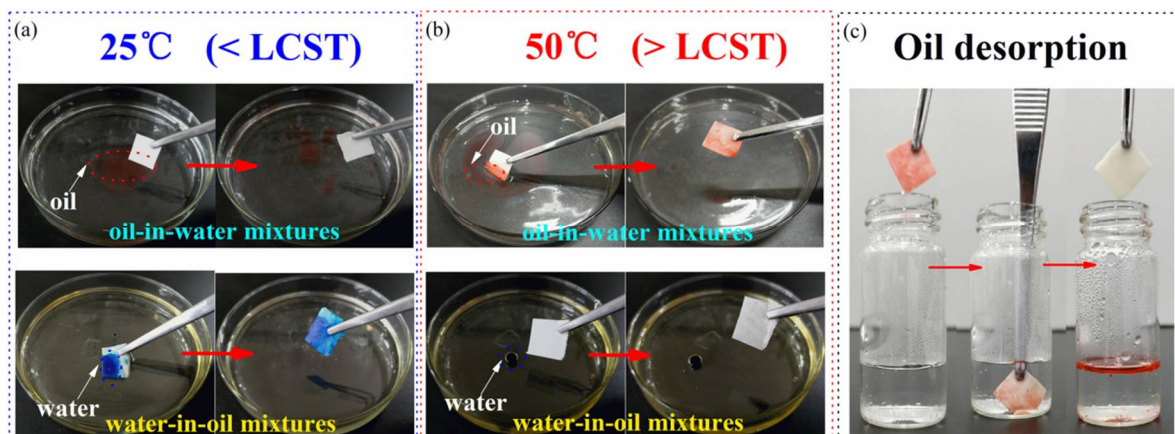 (a)
25℃ (< LCST)
oil
oil-in-water mixtures
water
water-in-oil mixtures
(b)
50℃ (> LCST)
oil
oil-in-water mixtures
water
water-in-oil mixtures
(c)
Oil desorption